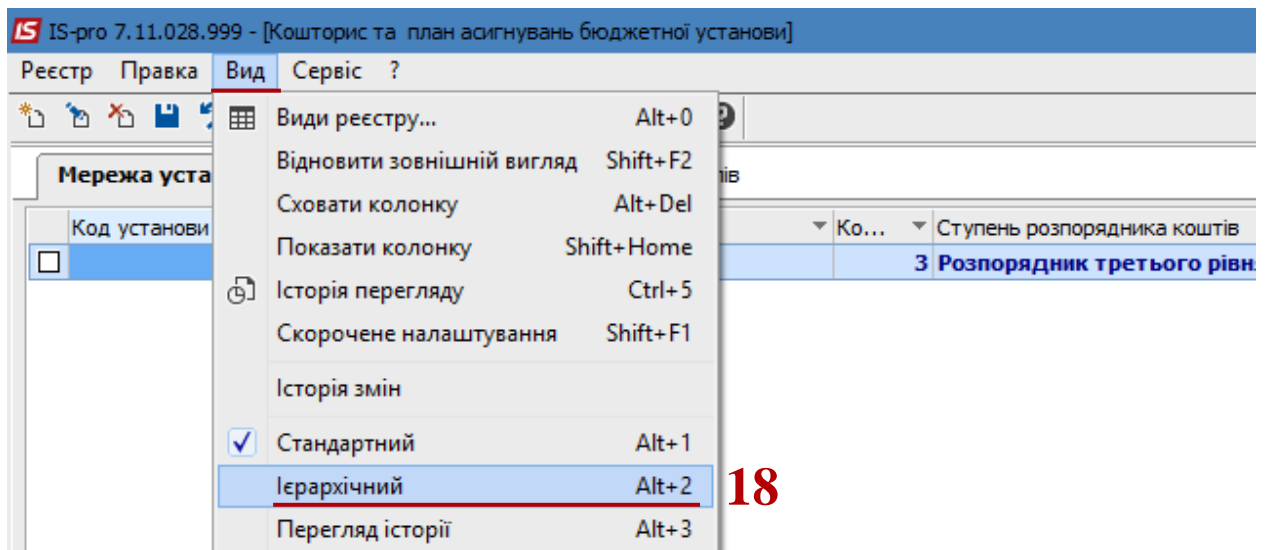 IS IS-pro 7.11.028.999 - [Кошторис та план асигнувань бюджетної установи]
Реєстр Правка Вид Сервіс ?
Види реєстру... Alt+0
Відновити зовнішній вигляд Shift+F2
Мережа уста
ів
Сховати колонку Alt+Del
Код установи Ко... Ступень розпорядника коштів
Показати колонку Shift+Home
3 Розпорядник третього рівн
Історія перегляду Ctrl+5
Скорочене налаштування Shift+F1
Історія змін
Стандартний Alt+1
Ієрархічний Alt+2 18
Перегляд історії Alt+3